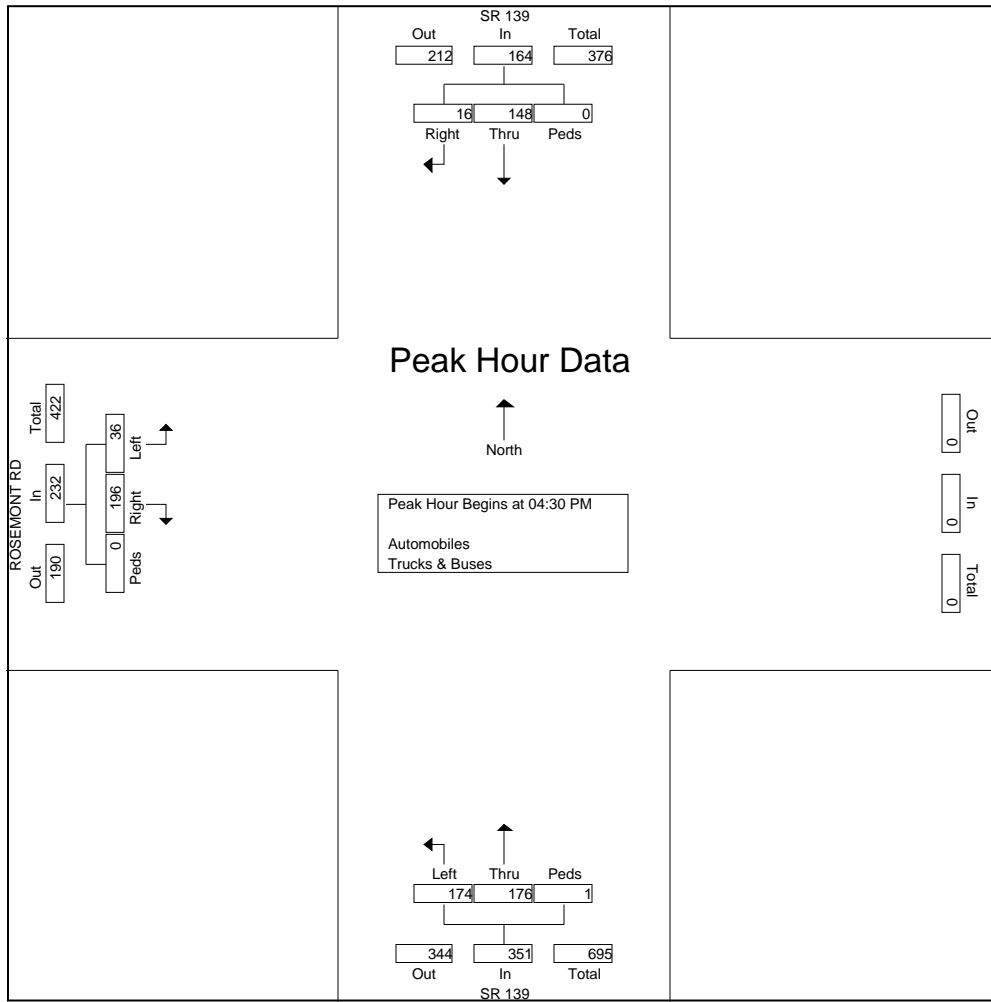 SR 139
Out In Total
212 164 376
16 148 0
Right Thru Peds
Peak Hour Data
North
Peak Hour Begins at 04:30 PM
Automobiles
Trucks & Buses
ROSEMONT RD
Total In Out
422 232 190
36 196 0
Left Right Peds
Out In Total
0 0 0
Left Thru Peds
174 176 1
344 351 695
Out In Total
SR 139